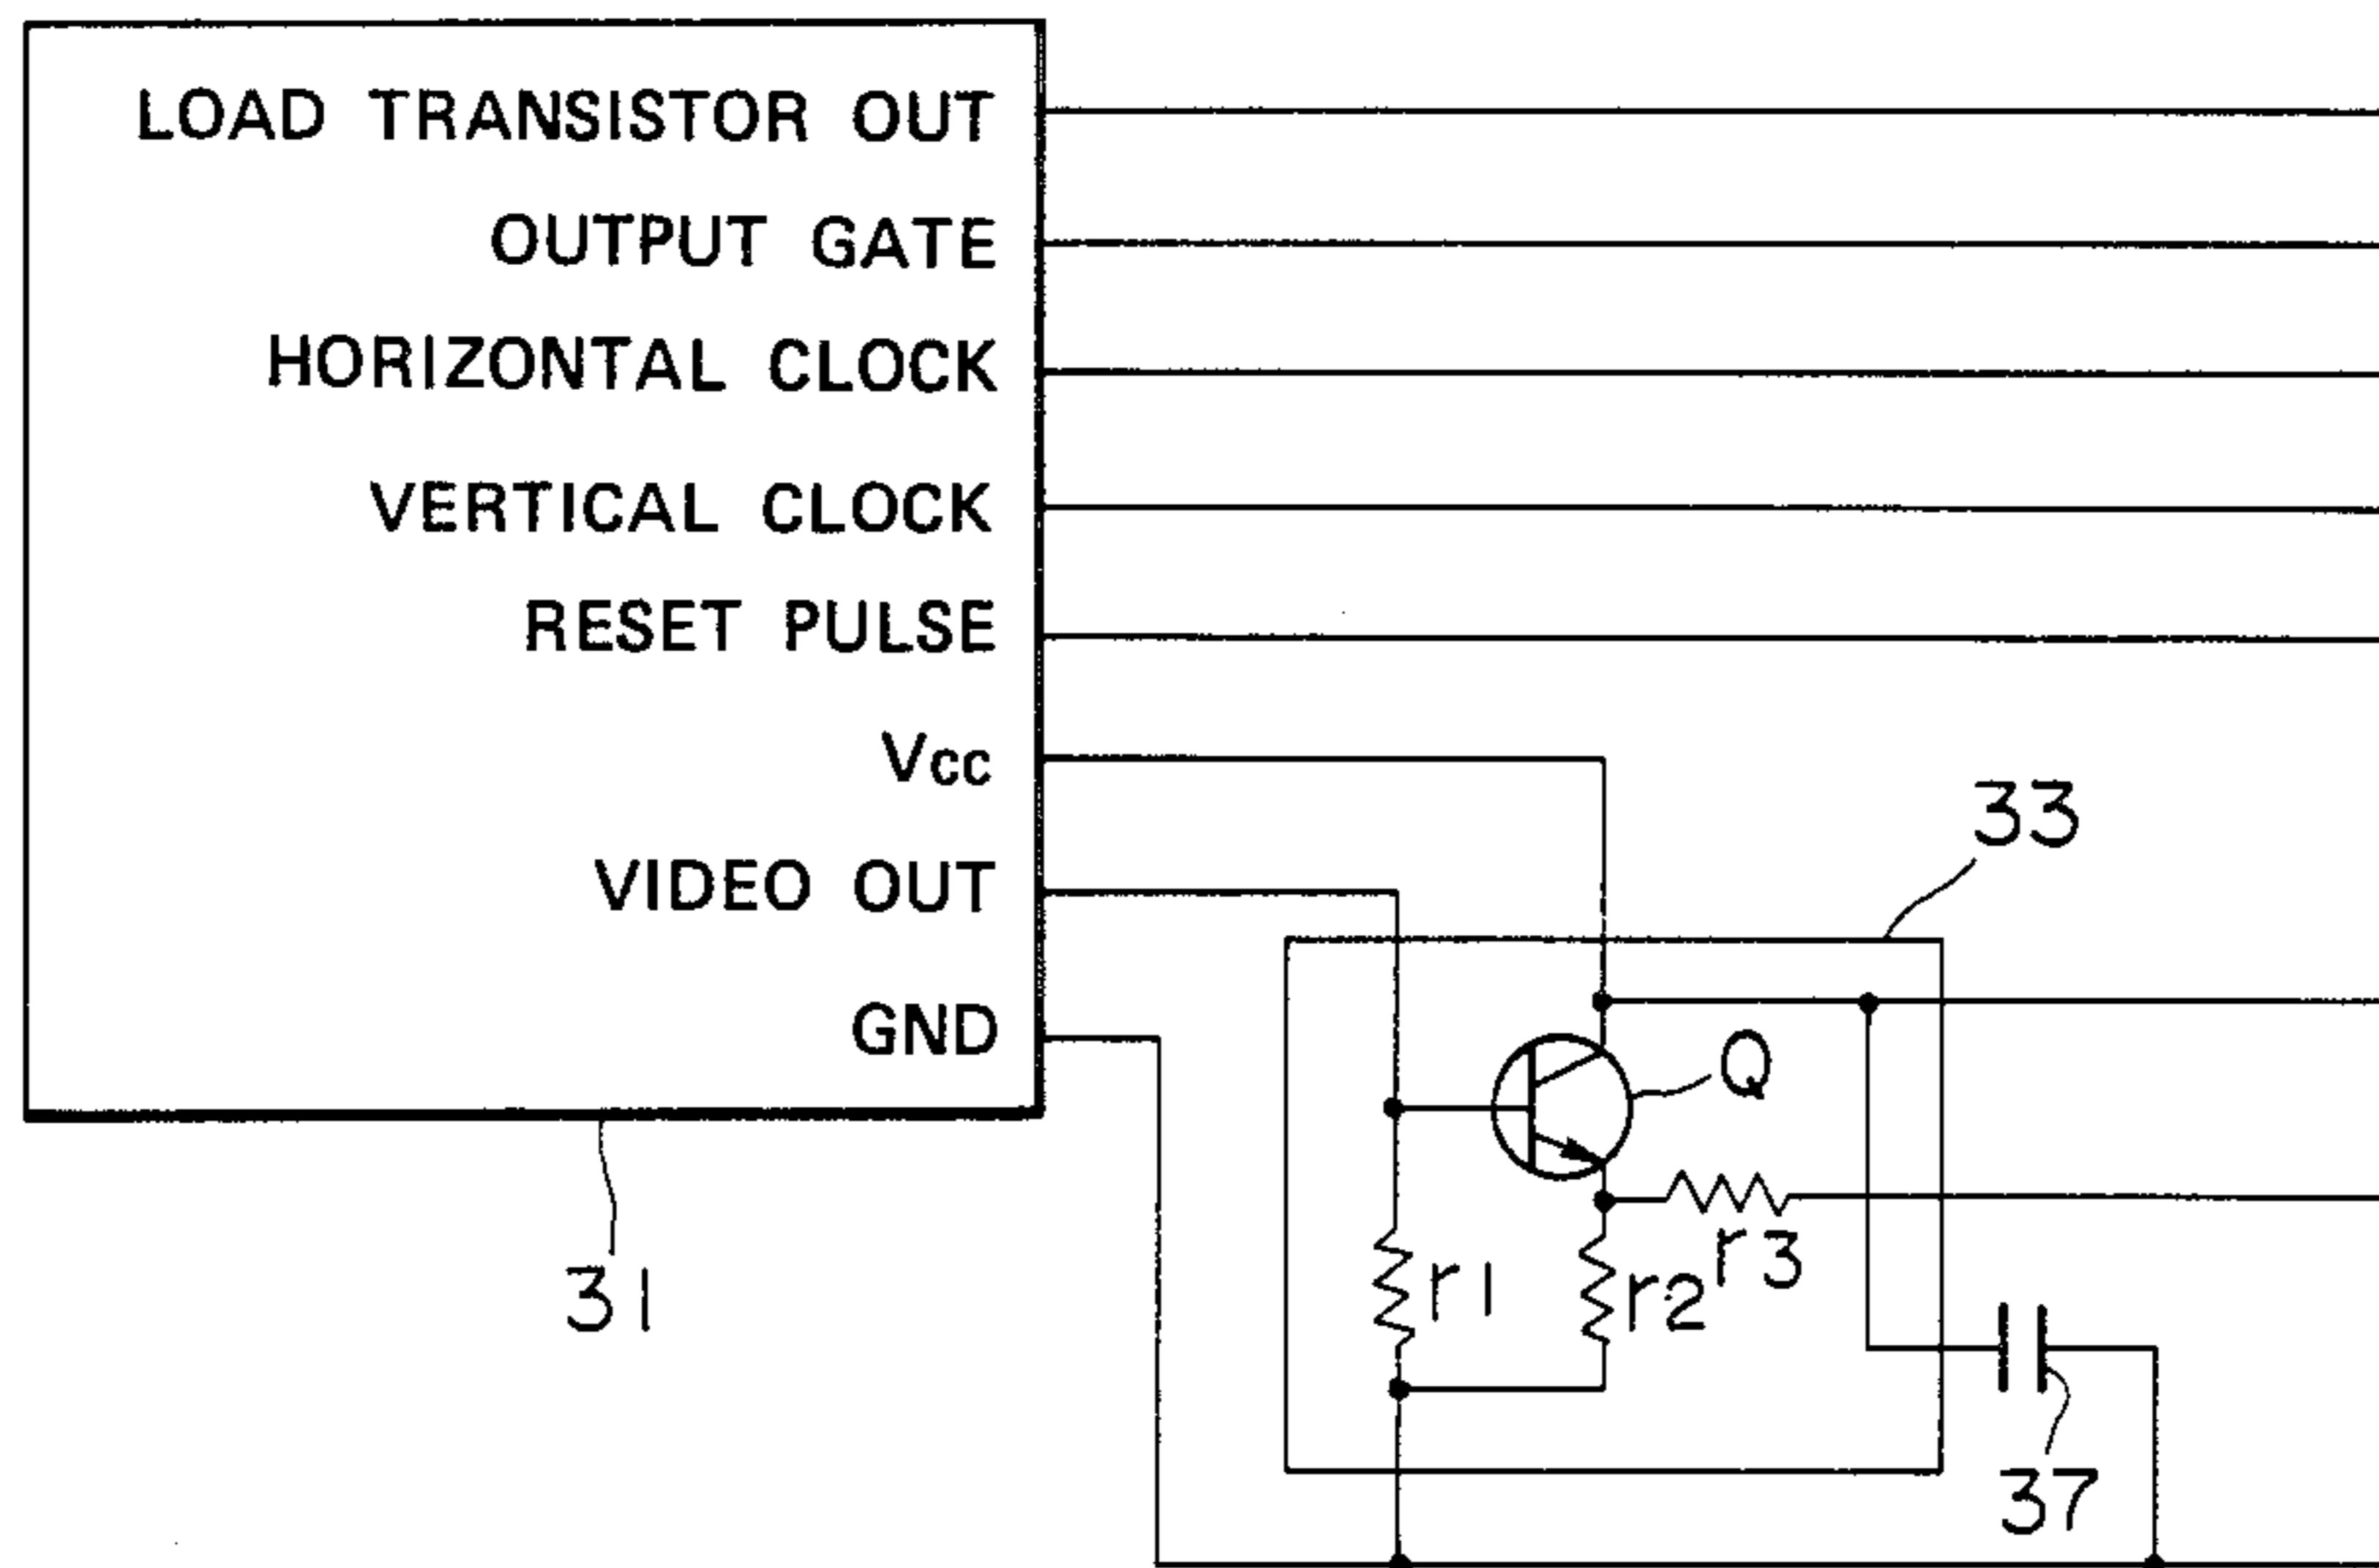 LOAD TRANSISTOR OUT
OUTPUT GATE
HORIZONTAL CLOCK
VERTICAL CLOCK
RESET PULSE
Vcc
VIDEO OUT
GND
33
Q
r3
r1
r2
31
37